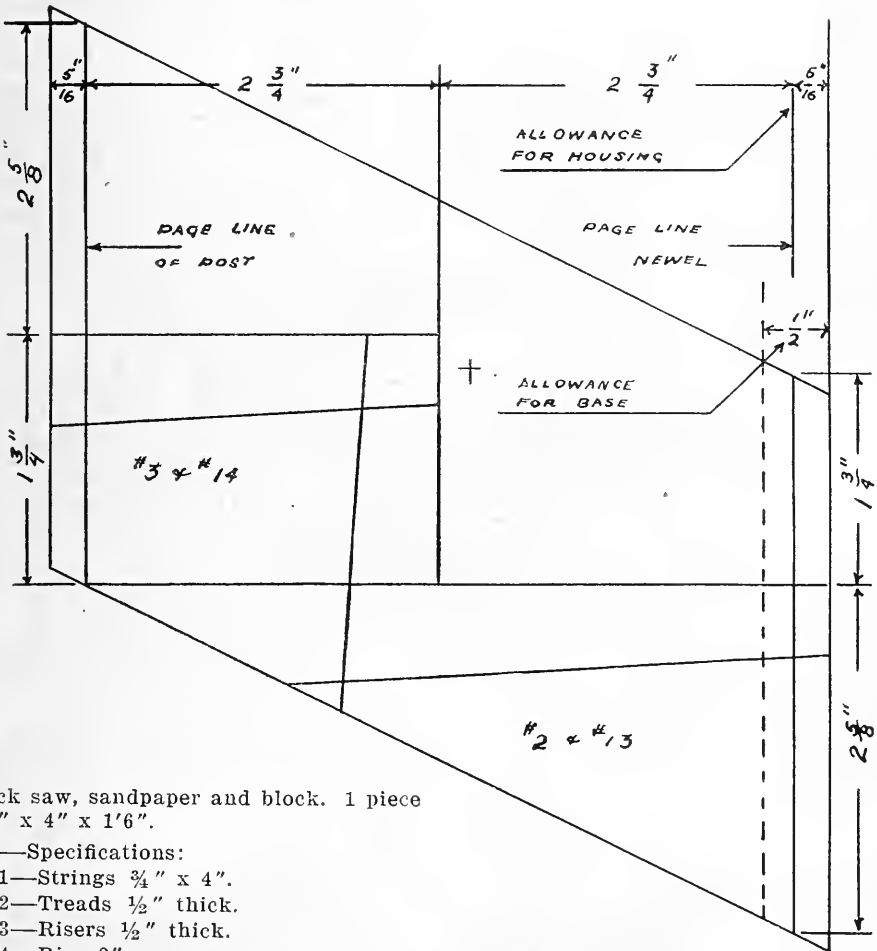 5/16"
2 3/4"
2 3/4"
5/16"
ALLOWANCE
FOR HOUSING
2 5/8"
PAGE LINE
OF POST
PAGE LINE
NEWEL
1/2"
ALLOWANCE
FOR BASE
1 3/4"
#3 & #14
1 3/4"
#2 & #13
2 5/8"
ck saw, sandpaper and block. 1 piece
" x 4" x 1'6".
—Specifications:
1—Strings ¾" x 4".
2—Treads ½" thick.
3—Risers ½" thick.